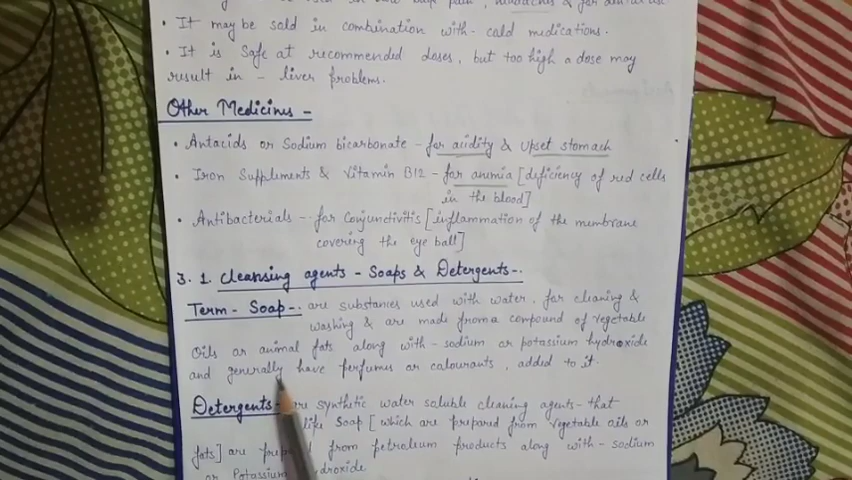 pain, headaches & for
• It may be sold in combination with - cold medications.
• It is Safe at recommended doses, but too high a dose may
result in - liver problems.
Other Medicines -
• Antacids or Sodium bicarbonate - for acidity & upset stomach
• Iron Supplements & Vitamin B12 - for anemia [deficiency of red cells
in the blood]
• Antibacterials - for Conjunctivitis [inflammation of the membrane
covering the eye ball]
3. 1. Cleansing agents - Soaps & Detergents -.
Term - Soap -. are substances used with water, for cleaning &
washing & are made from a compound of vegetable
Oils or animal fats along with - sodium or potassium hydroxide
and generally have perfumes or colourants, added to it.
Detergents - are synthetic water soluble cleaning agents - that
life Soap [which are prepared from vegetable oils or
fats] are from petroleum products along with - sodium
or Potassium